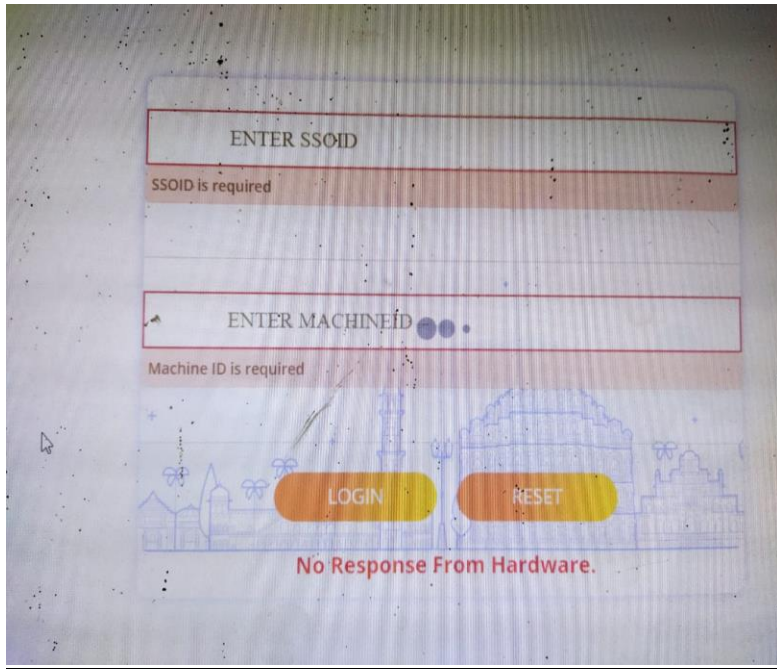 ENTER SSOID
SSOID is required
ENTER MACHINEID
Machine ID is required
LOGIN RESET
No Response From Hardware.